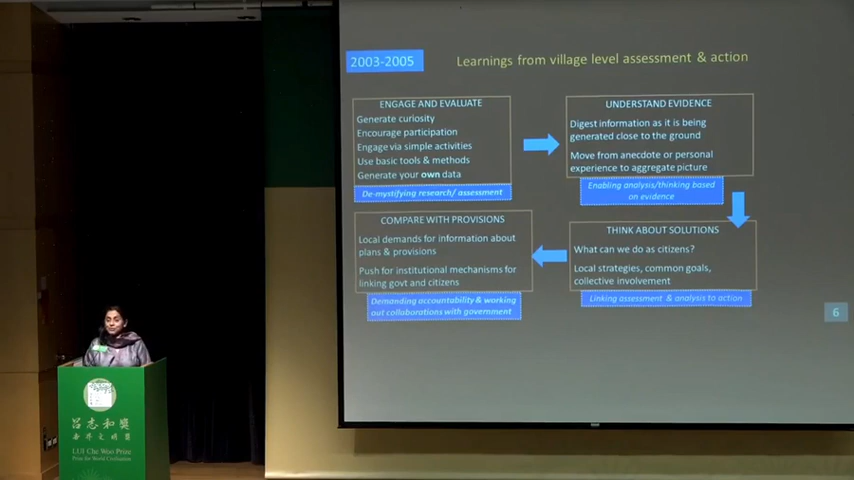 2003-2005
Learnings from village level assessment & action
ENGAGE AND EVALUATE
Generate curiosity
Encourage participation
Engage via simple activities
Use basic tools & methods
Generate your own data
De-mystifying research/ assessment
UNDERSTAND EVIDENCE
Digest information as it is being
generated close to the ground
Move from anecdote or personal
experience to aggregate picture
Enabling analysis/thinking based
on evidence
THINK ABOUT SOLUTIONS
What can we do as citizens?
Local strategies, common goals,
collective involvement
Linking assessment & analysis to action
COMPARE WITH PROVISIONS
Local demands for information about
plans & provisions
Push for institutional mechanisms for
linking govt and citizens
Demanding accountability & working
out collaborations with government
6
呂志和獎
世界文明獎
LUI Che Woo Prize
Prize for World Civilisation